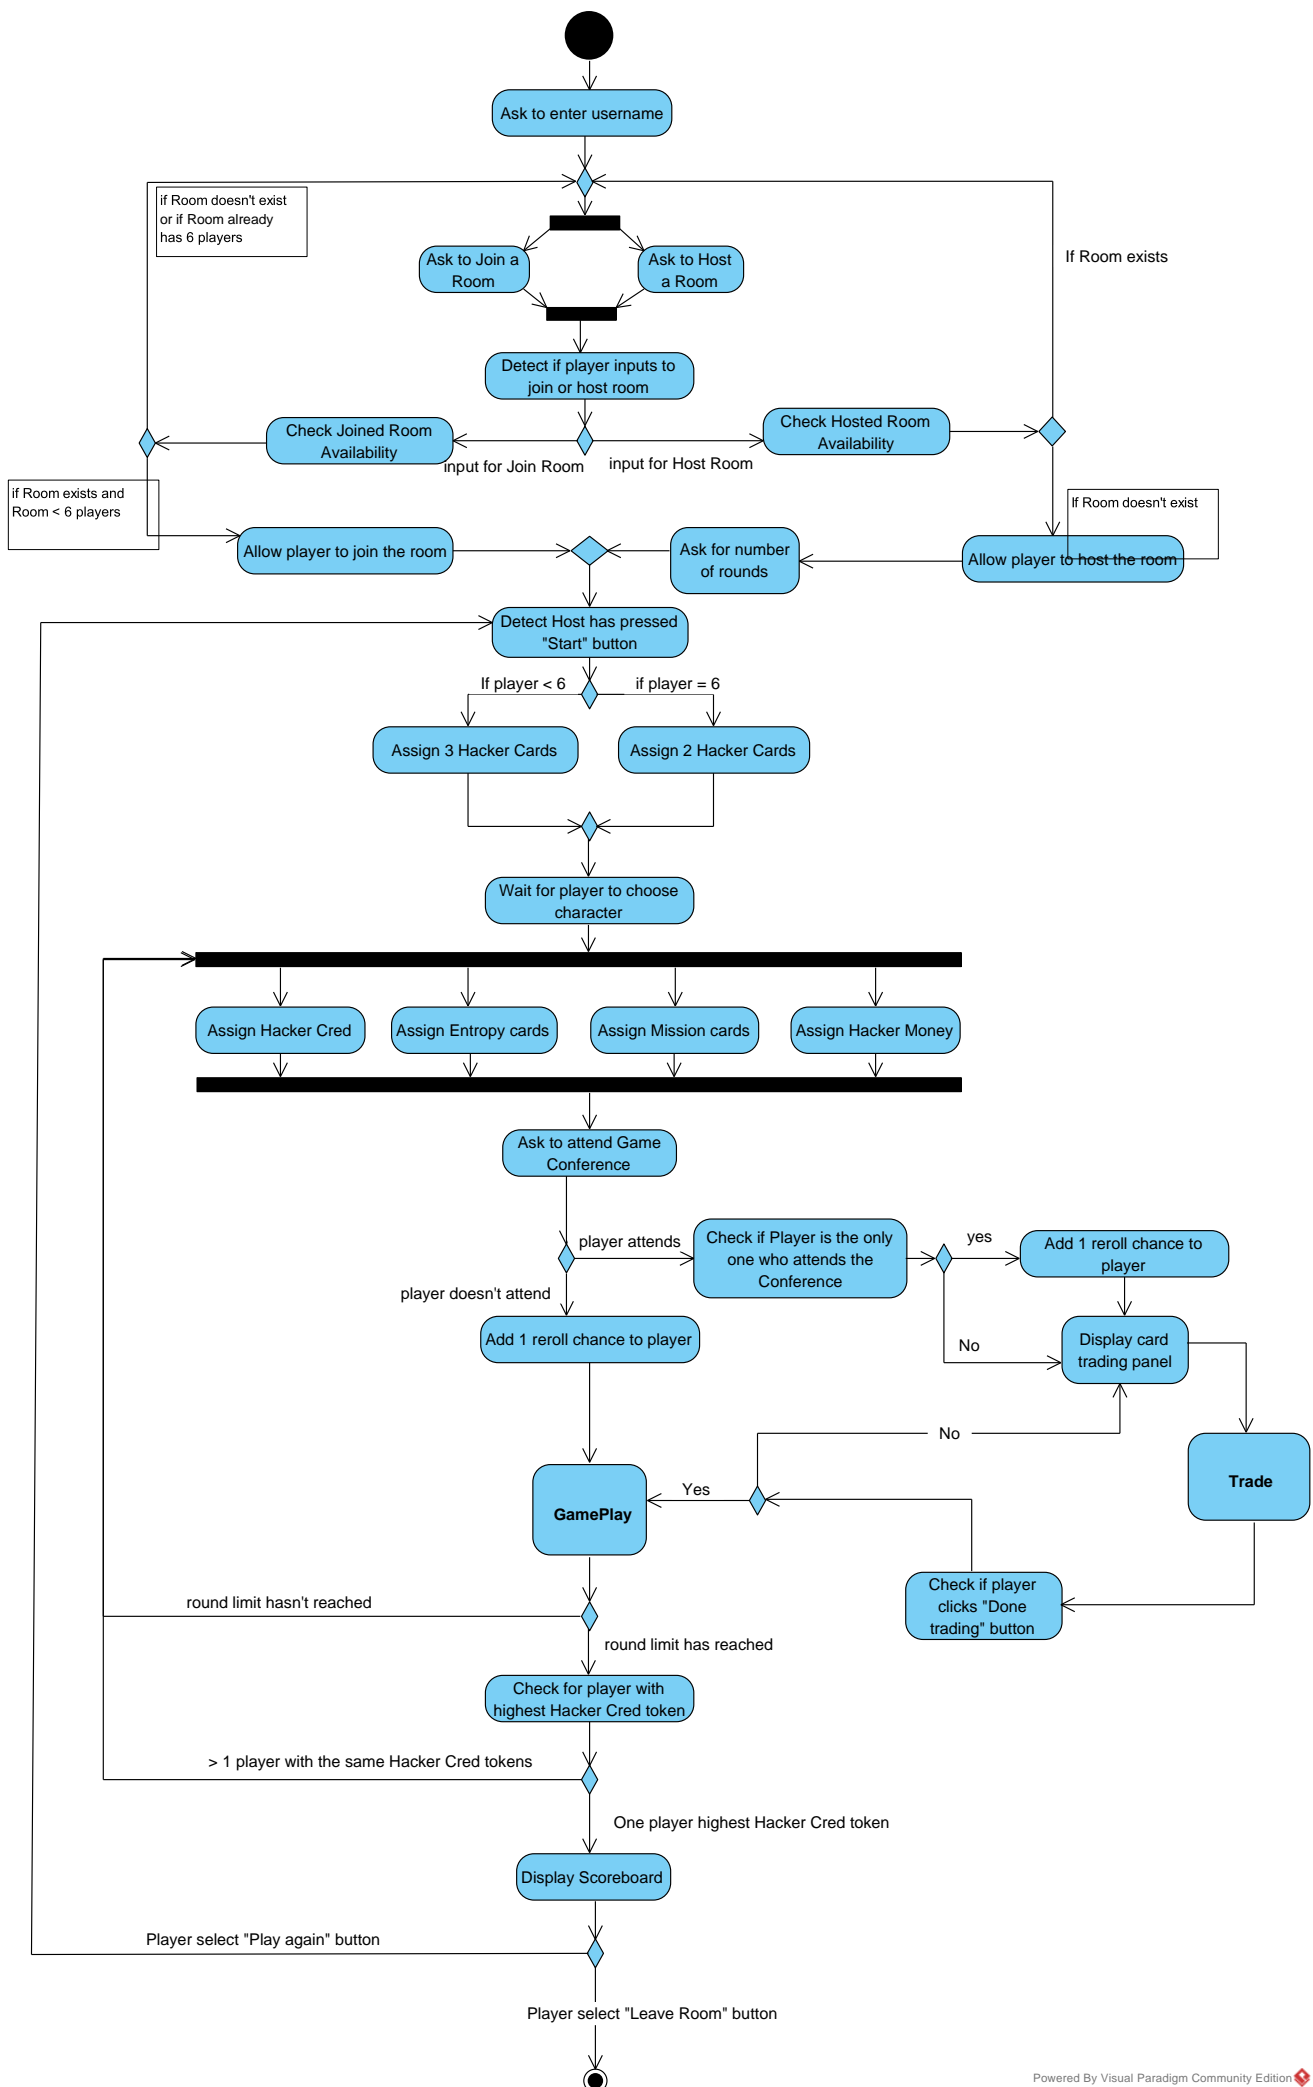 Ask to enter username
if Room doesn't exist
or if Room already
has 6 players
If Room exists
Ask to Join a
Room
Ask to Host
a Room
Detect if player inputs to
join or host room
Check Joined Room
Availability
Check Hosted Room
Availability
input for Join Room
input for Host Room
if Room exists and
Room < 6 players
If Room doesn't exist
Allow player to join the room
Ask for number
of rounds
Allow player to host the room
Detect Host has pressed
"Start" button
If player < 6
if player = 6
Assign 3 Hacker Cards
Assign 2 Hacker Cards
Wait for player to choose
character
Assign Hacker Cred
Assign Entropy cards
Assign Mission cards
Assign Hacker Money
Ask to attend Game
Conference
player attends
Check if Player is the only
one who attends the
Conference
yes
Add 1 reroll chance to
player
player doesn't attend
Add 1 reroll chance to player
No
Display card
trading panel
No
Trade
Yes
GamePlay
Check if player
clicks "Done
trading" button
round limit hasn't reached
round limit has reached
Check for player with
highest Hacker Cred token
> 1 player with the same Hacker Cred tokens
One player highest Hacker Cred token
Display Scoreboard
Player select "Play again" button
Player select "Leave Room" button
Powered By Visual Paradigm Community Edition